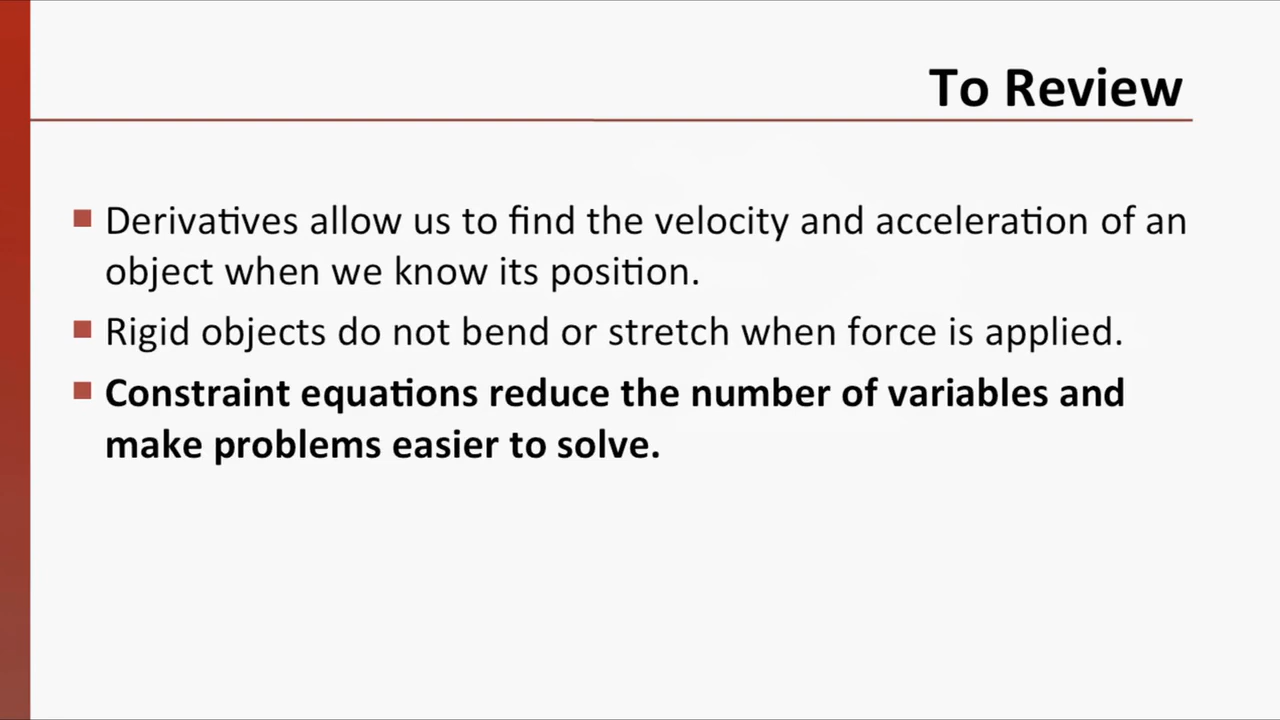 To Review
Derivatives allow us to find the velocity and acceleration of an
object when we know its position.
Rigid objects do not bend or stretch when force is applied.
Constraint equations reduce the number of variables and
make problems easier to solve.